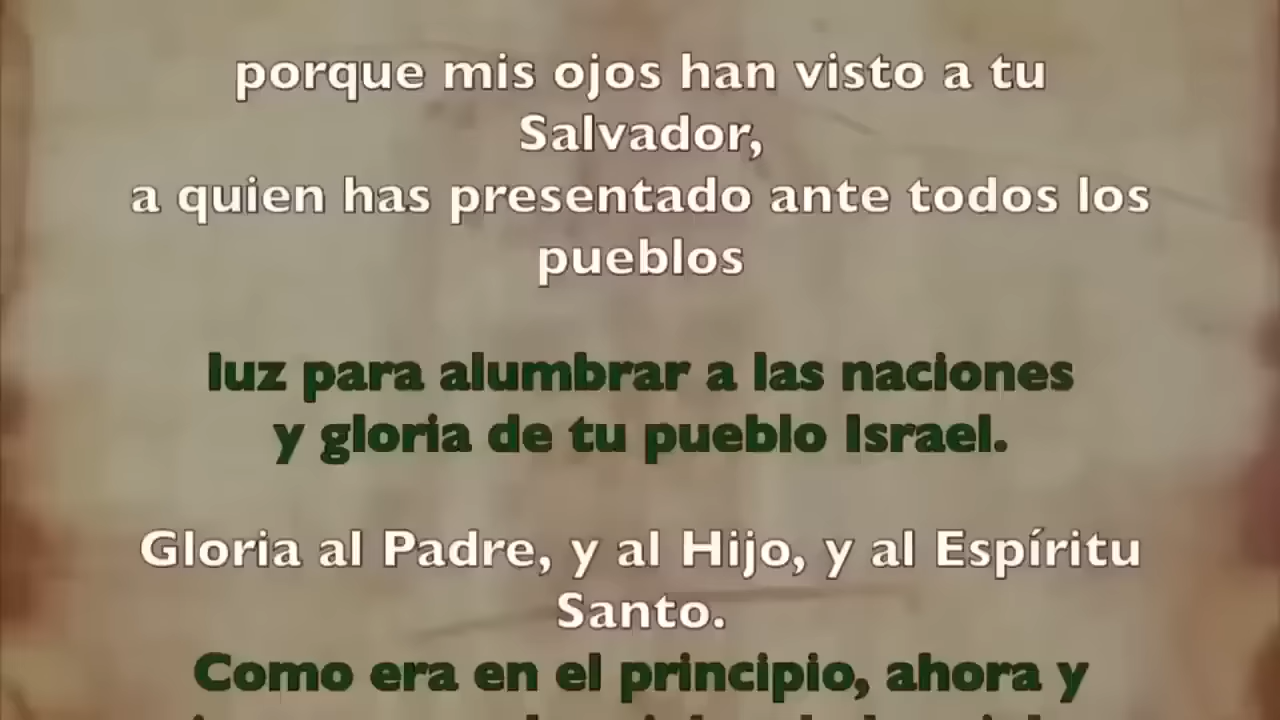 porque mis ojos han visto a tu
Salvador,
a quien has presentado ante todos los
pueblos
luz para alumbrar a las naciones
y gloria de tu pueblo Israel.
Gloria al Padre, y al Hijo, y al Espíritu
Santo.
Como era en el principio, ahora y